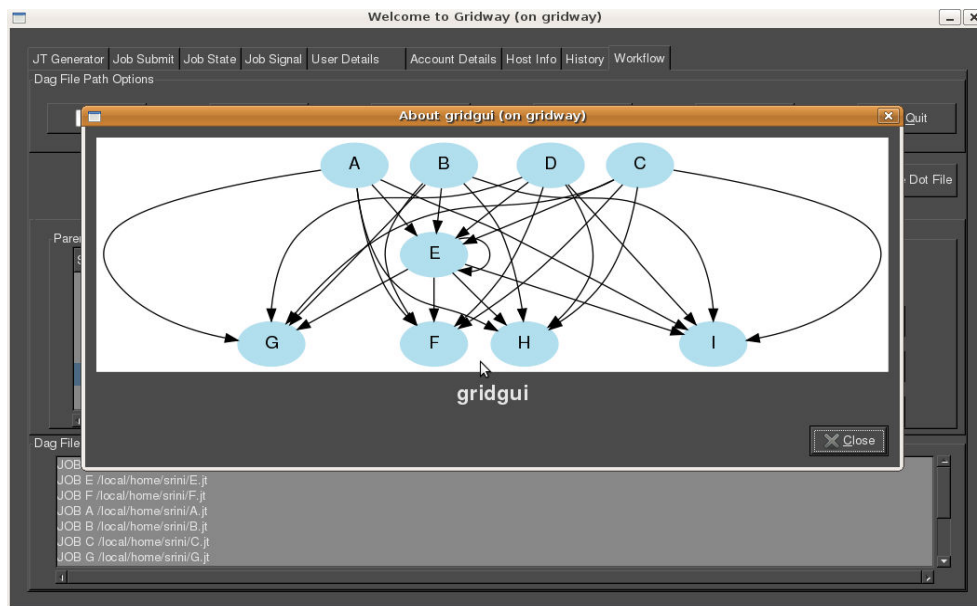 Welcome to Gridway (on gridway)
JT Generator Job Submit Job State Job Signal User Details Account Details Host Info History Workflow
Dag File Path Options
About gridgui (on gridway)
Quit
A B D C
Dot File
E
G F H I
gridgui
Close
Dag File
JOB
JOB E /local/home/srini/E.jt
JOB F /local/home/srini/F.jt
JOB A /local/home/srini/A.jt
JOB B /local/home/srini/B.jt
JOB C /local/home/srini/C.jt
JOB G /local/home/srini/G.jt